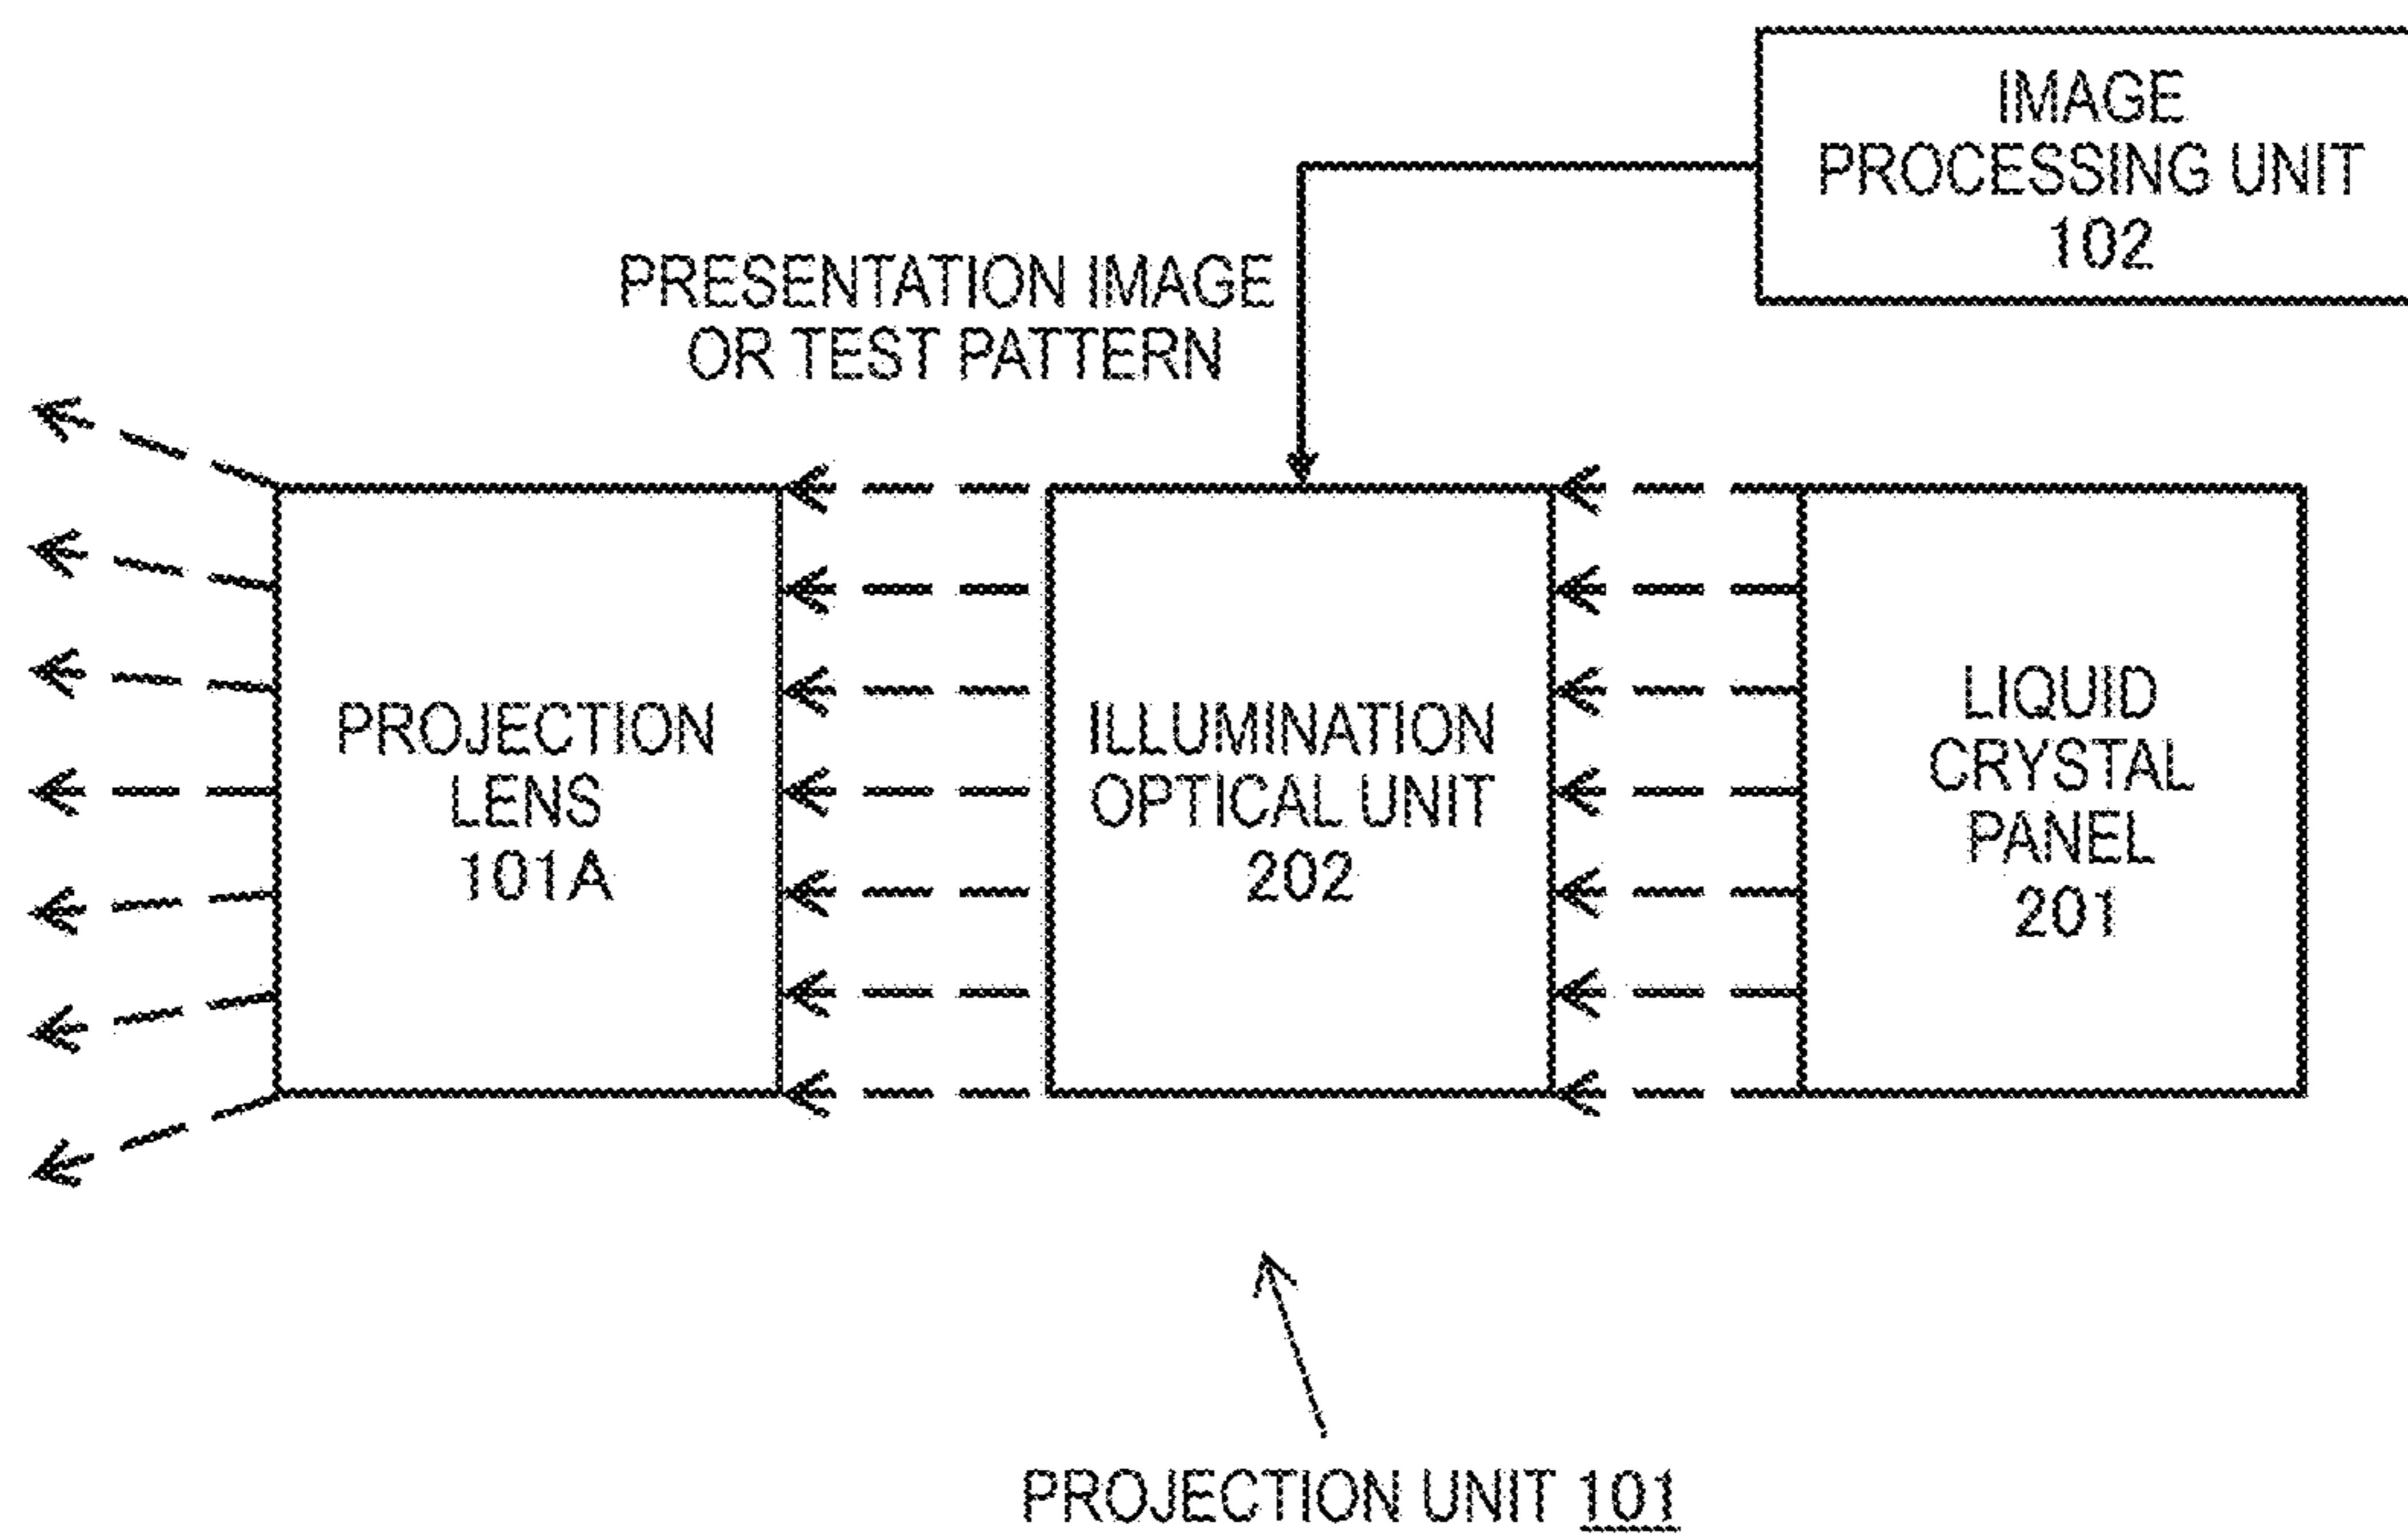 IMAGE
PROCESSING UNIT
102
PRESENTATION IMAGE
OR TEST PATTERN
PROJECTION
LENS
101A
ILLUMINATION
OPTICAL UNIT
202
LIQUID
CRYSTAL
PANEL
201
PROJECTION UNIT 101